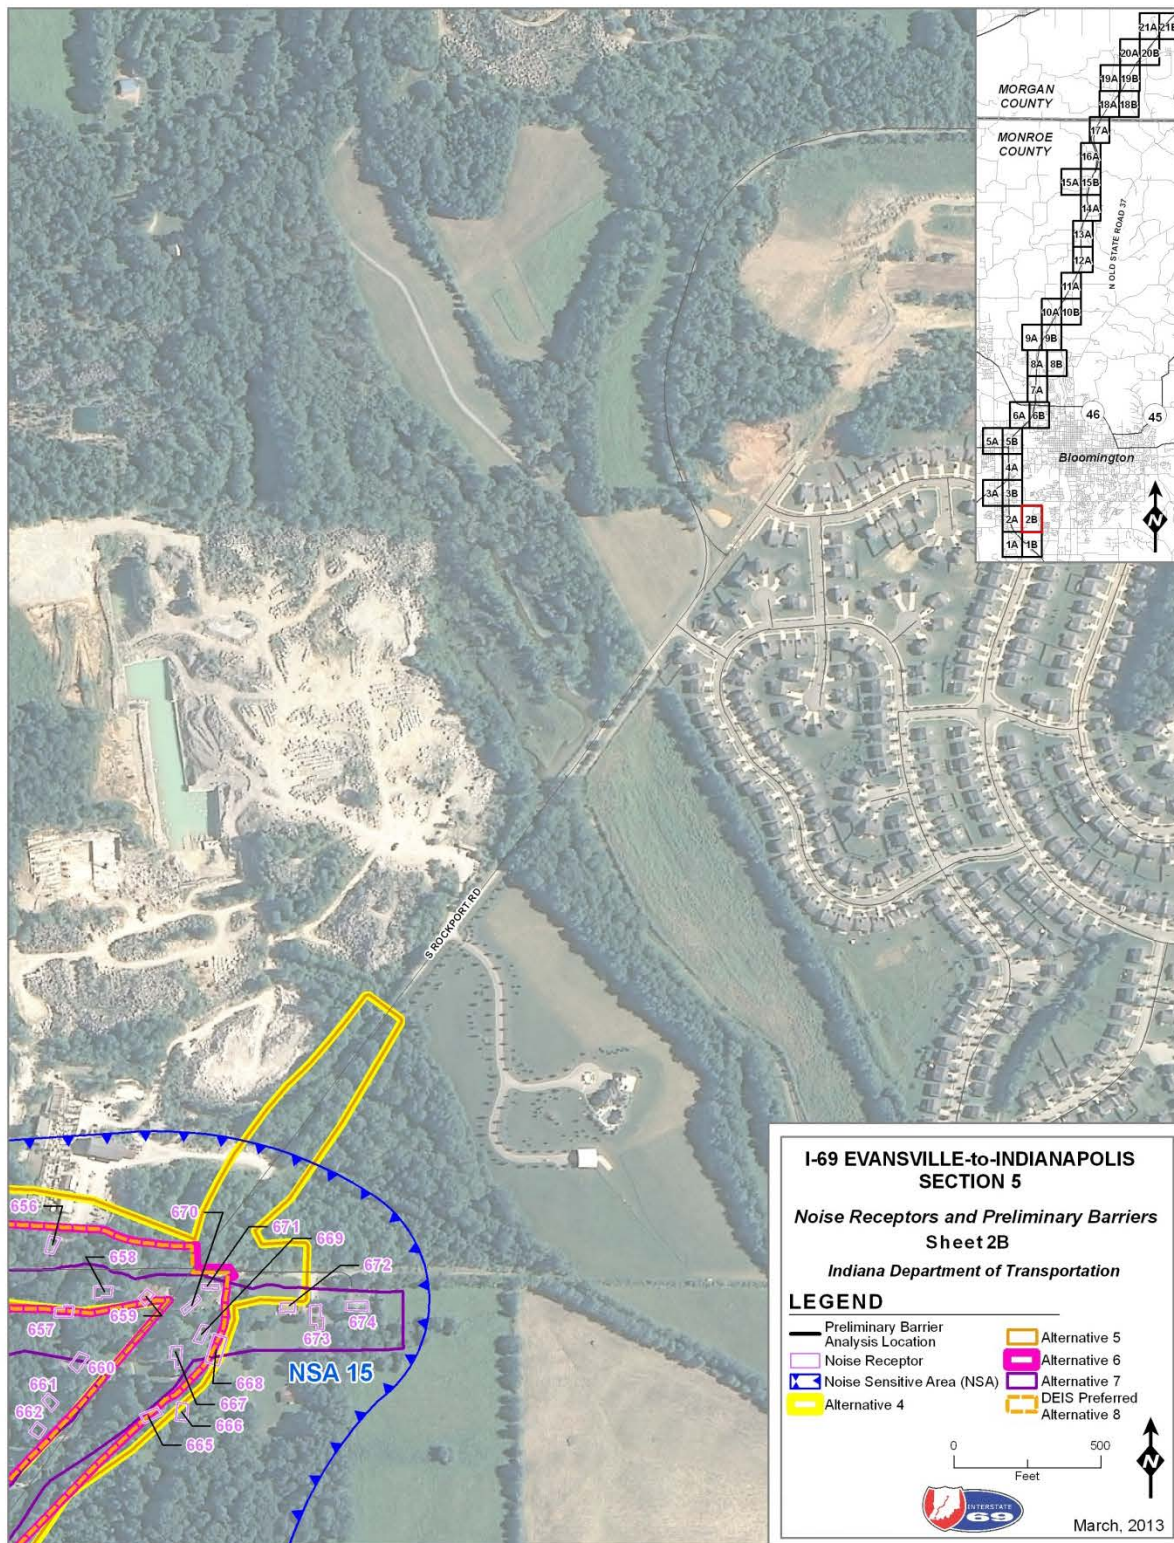 21A 21B
20A 20B
19A 19B
MORGAN
COUNTY
18A 18B
17A
MONROE
COUNTY
16A
15A 15B
14A
N OLD STATE ROAD 37
13A
12A
11A
10A 10B
9A 9B
8A 8B
7A
6A 6B
46
45
5A 5B
Bloomington
4A
3A 3B
2A 2B
N
1A 1B
S ROCKPORT RD
656
670
671
658
669
672
657
659
673
674
660
NSA 15
668
661
667
662
666
665
I-69 EVANSVILLE-to-INDIANAPOLIS
SECTION 5
Noise Receptors and Preliminary Barriers
Sheet 2B
Indiana Department of Transportation
LEGEND
Preliminary Barrier
Analysis Location
Noise Receptor
Noise Sensitive Area (NSA)
Alternative 4
Alternative 5
Alternative 6
Alternative 7
DEIS Preferred
Alternative 8
0 500
Feet
N
INTERSTATE
69
March, 2013